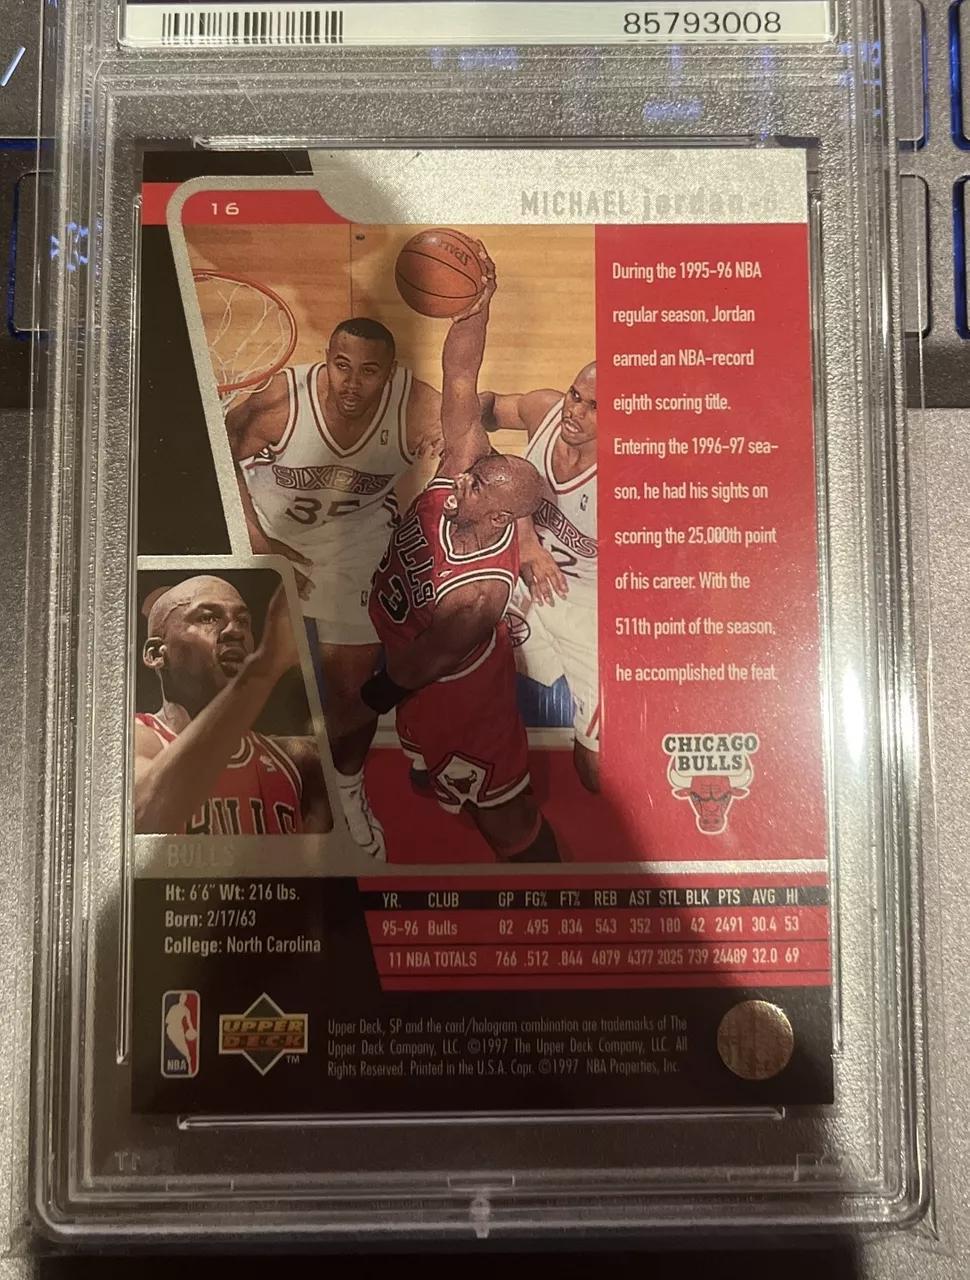 85793008
16
MICHAEL jordan
SPALDING
During the 1995-96 NBA
regular season, Jordan
earned an NBA-record
eighth scoring title.
Entering the 1996-97 sea-
son, he had his sights on
scoring the 25,000th point
of his career. With the
511th point of the season,
he accomplished the feat.
SIXERS
35
BULLS
23
CHICAGO
BULLS
BULLS
BULLS
Ht: 6'6" Wt: 216 lbs.
Born: 2/17/63
College: North Carolina
YR. CLUB GP FG% FT% REB AST STL BLK PTS AVG HI
95-96 Bulls 82 .495 .834 543 352 180 42 2491 30.4 53
11 NBA TOTALS 766 .512 .844 4879 4377 2025 739 24489 32.0 69
NBA
UPPER
DECK
TM
Upper Deck, SP and the card/hologram combination are trademarks of The
Upper Deck Company, LLC. ©1997 The Upper Deck Company, LLC. All
Rights Reserved. Printed in the U.S.A. Copr. ©1997 NBA Properties, Inc.